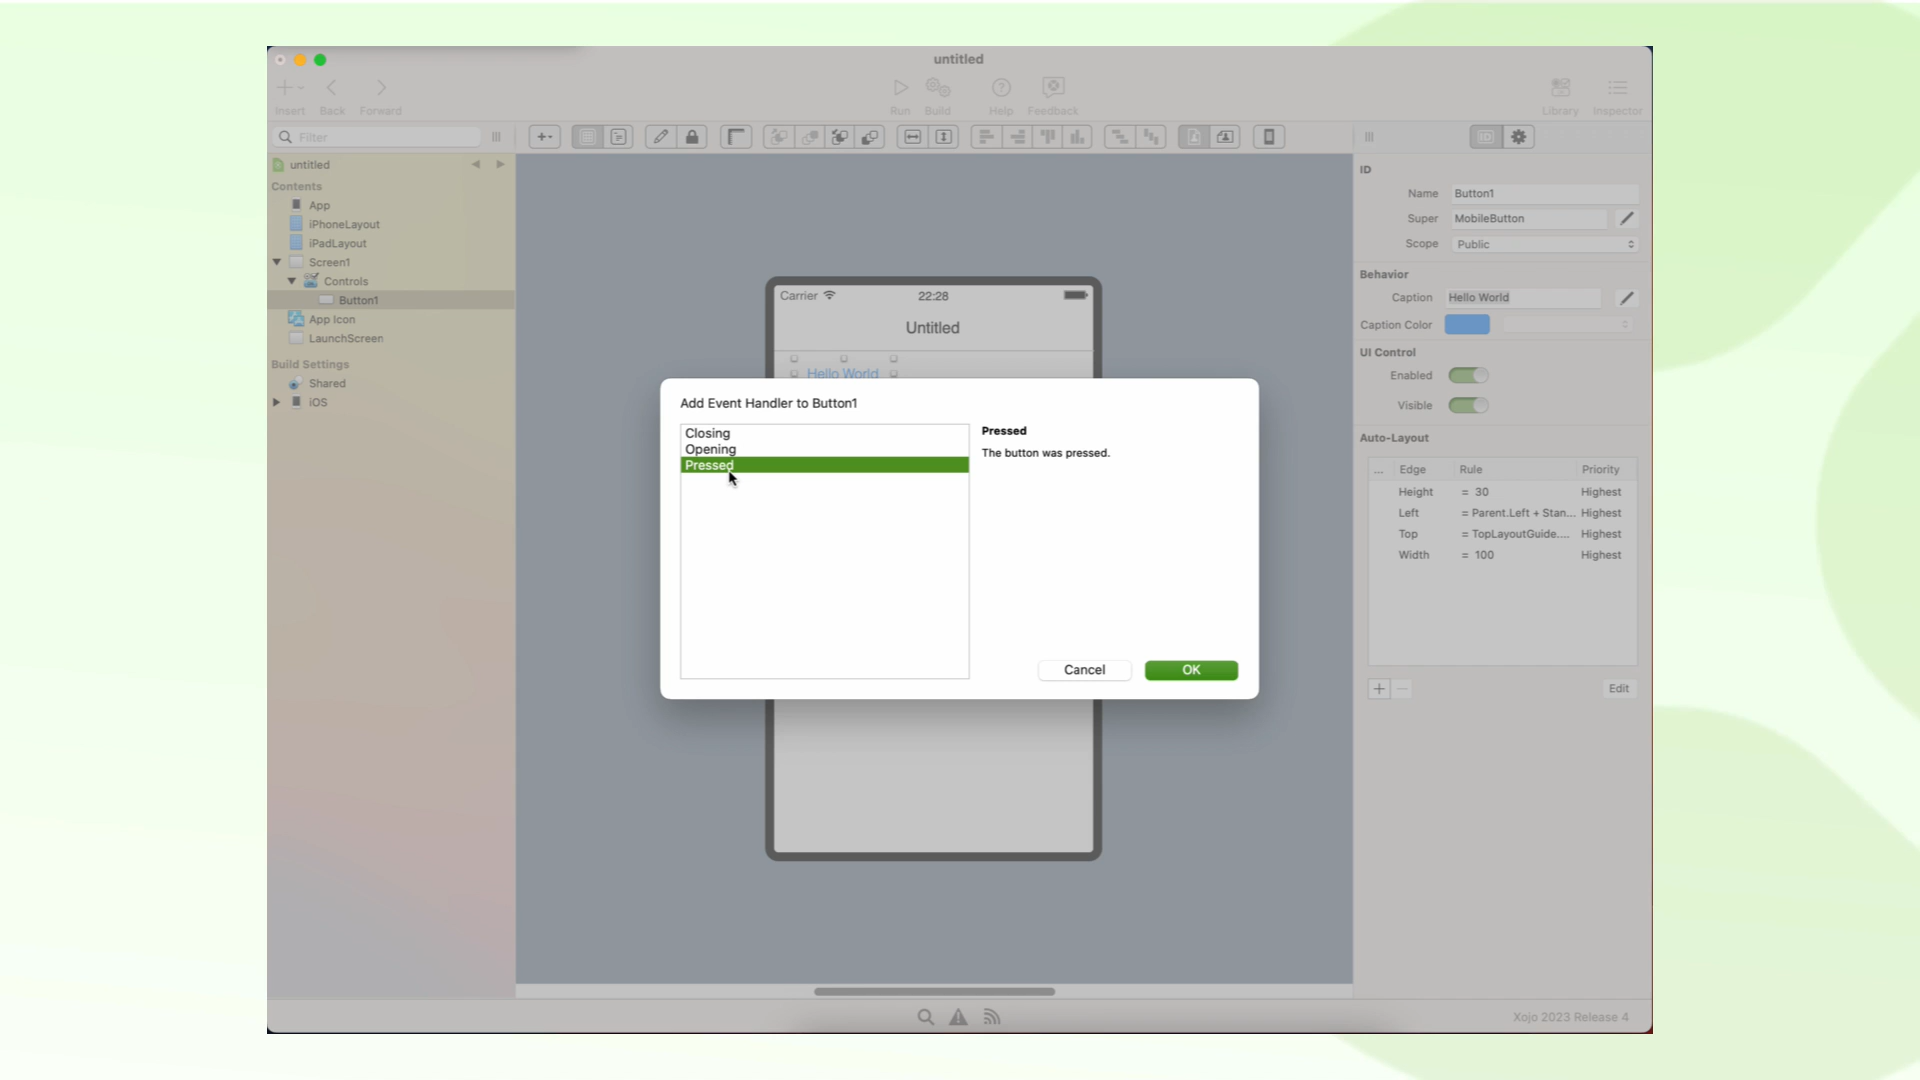 untitled
Insert
Back
Forward
Run
Build
Help
Feedback
Library
Inspector
Filter
untitled
Contents
App
iPhoneLayout
iPadLayout
Screen1
Controls
Button1
App Icon
LaunchScreen
Build Settings
Shared
iOS
Carrier
22:28
Untitled
Hello World
Add Event Handler to Button1
Closing
Opening
Pressed
Pressed
The button was pressed.
Cancel
OK
ID
Name Button1
Super MobileButton
Scope Public
Behavior
Caption Hello World
Caption Color
UI Control
Enabled
Visible
Auto-Layout
... Edge Rule Priority
Height = 30 Highest
Left = Parent.Left + Stan... Highest
Top = TopLayoutGuide.... Highest
Width = 100 Highest
Edit
Xojo 2023 Release 4